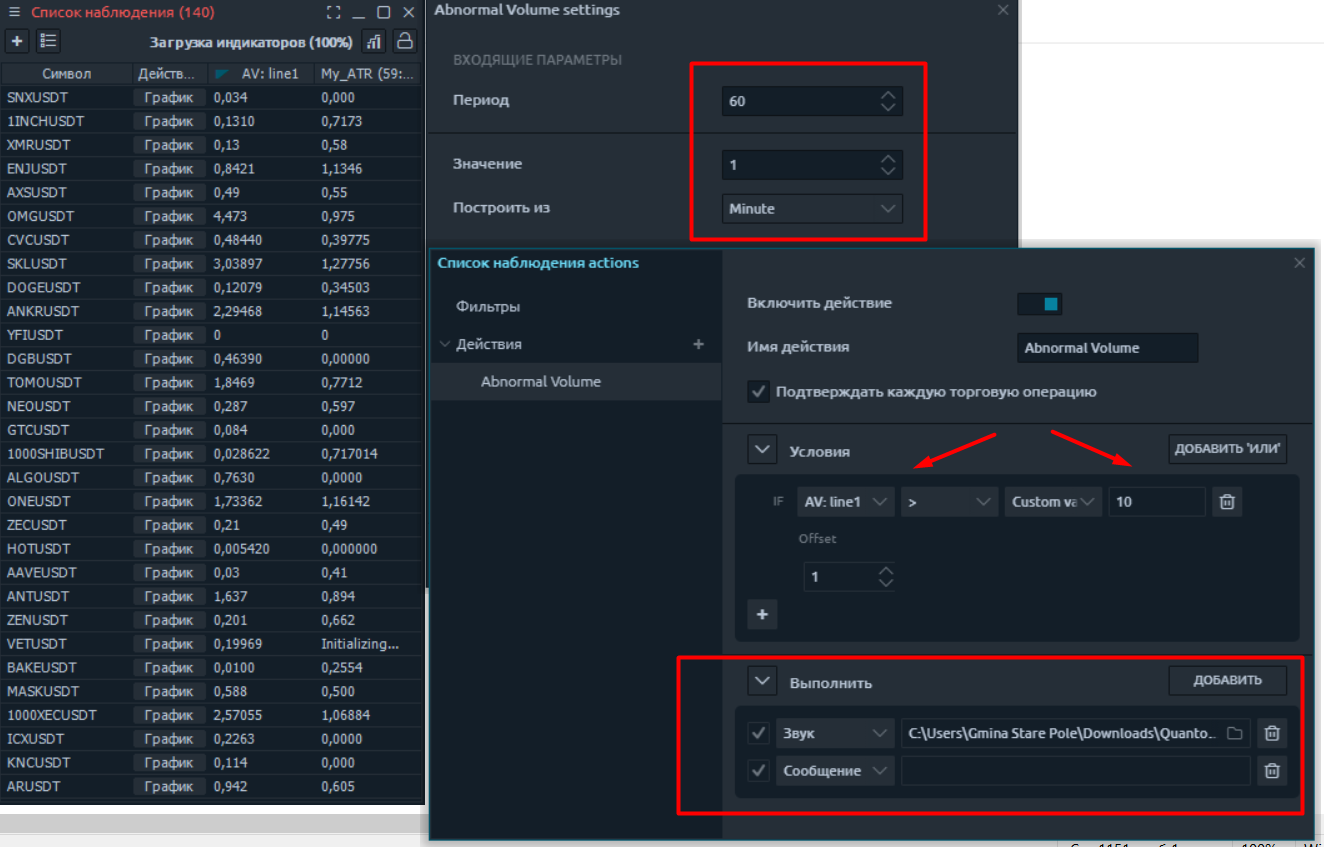 Список наблюдения (140)
Загрузка индикаторов (100%)
Символ Действ... AV: line1 My_ATR (59:...
SNXUSDT График 0,034 0,000
1INCHUSDT График 0,1310 0,7173
XMRUSDT График 0,13 0,58
ENJUSDT График 0,8421 1,1346
AXSUSDT График 0,49 0,55
OMGUSDT График 4,473 0,975
CVCUSDT График 0,48440 0,39775
SKLUSDT График 3,03897 1,27756
DOGEUSDT График 0,12079 0,34503
ANKRUSDT График 2,29468 1,14563
YFIUSDT График 0 0
DGBUSDT График 0,46390 0,00000
TOMOUSDT График 1,8469 0,7712
NEOUSDT График 0,287 0,597
GTCUSDT График 0,084 0,000
1000SHIBUSDT График 0,028622 0,717014
ALGOUSDT График 0,7630 0,0000
ONEUSDT График 1,73362 1,16142
ZECUSDT График 0,21 0,49
HOTUSDT График 0,005420 0,000000
AAVEUSDT График 0,03 0,41
ANTUSDT График 1,637 0,894
ZENUSDT График 0,201 0,662
VETUSDT График 0,19969 Initializing...
BAKEUSDT График 0,0100 0,2554
MASKUSDT График 0,588 0,500
1000XECUSDT График 2,57055 1,06884
ICXUSDT График 0,2263 0,0000
KNCUSDT График 0,114 0,000
ARUSDT График 0,942 0,605
Abnormal Volume settings
ВХОДЯЩИЕ ПАРАМЕТРЫ
Период 60
Значение 1
Построить из Minute
Список наблюдения actions
Фильтры
Действия
Abnormal Volume
Включить действие
Имя действия Abnormal Volume
Подтверждать каждую торговую операцию
Условия ДОБАВИТЬ 'ИЛИ'
IF AV: line1 > Custom va 10
Offset
1
Выполнить ДОБАВИТЬ
Звук C:\Users\Gmina Stare Pole\Downloads\Quanto...
Сообщение